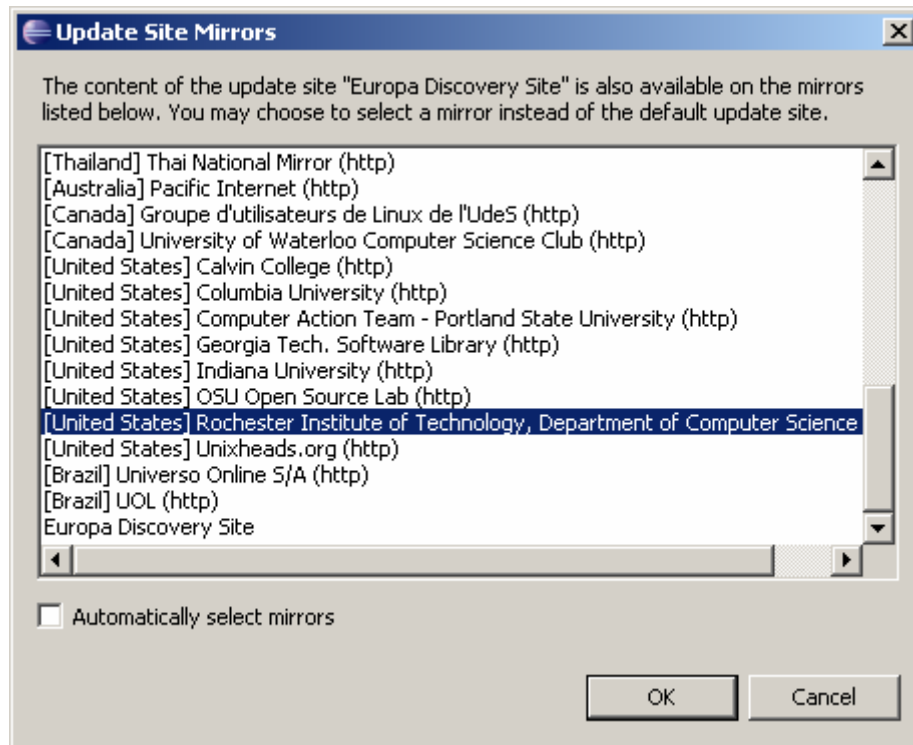 Update Site Mirrors
The content of the update site "Europa Discovery Site" is also available on the mirrors
listed below. You may choose to select a mirror instead of the default update site.
[Thailand] Thai National Mirror (http)
[Australia] Pacific Internet (http)
[Canada] Groupe d'utilisateurs de Linux de l'UdeS (http)
[Canada] University of Waterloo Computer Science Club (http)
[United States] Calvin College (http)
[United States] Columbia University (http)
[United States] Computer Action Team - Portland State University (http)
[United States] Georgia Tech. Software Library (http)
[United States] Indiana University (http)
[United States] OSU Open Source Lab (http)
[United States] Rochester Institute of Technology, Department of Computer Science
[United States] Unixheads.org (http)
[Brazil] Universo Online S/A (http)
[Brazil] UOL (http)
Europa Discovery Site
Automatically select mirrors
OK
Cancel